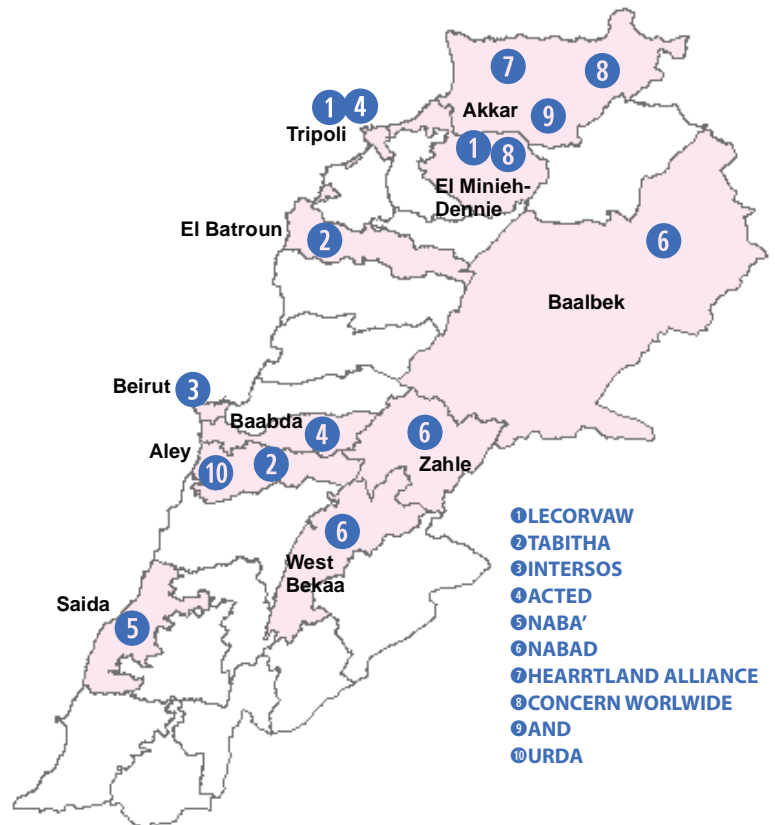 7
8
1 4
Akkar
9
Tripoli
1
8
El Minieh-
Dennie
El Batroun
2
6
Baalbek
Beirut
3
Baabda
4
6
Aley
10
2
Zahle
6
West
Bekaa
Saida
5
❶LECORVAW
❷TABITHA
❸INTERSOS
❹ACTED
❺NABA’
❻NABAD
❼HEARRTLAND ALLIANCE
❽CONCERN WORLWIDE
❾AND
❿URDA